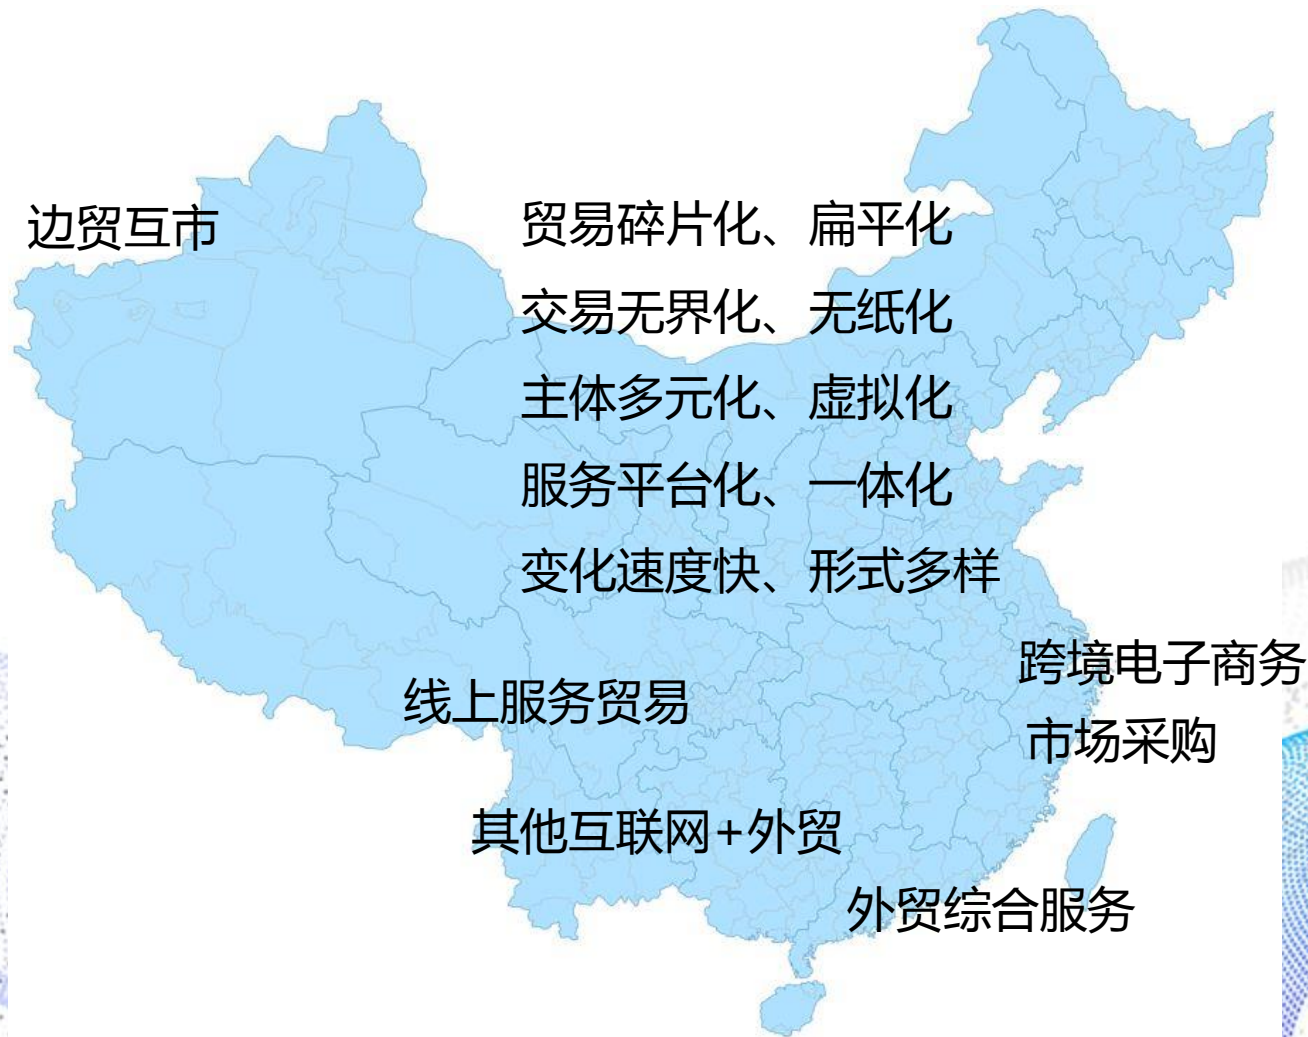 边贸互市
贸易碎片化、扁平化
交易无界化、无纸化
主体多元化、虚拟化
服务平台化、一体化
变化速度快、形式多样
跨境电子商务
线上服务贸易
市场采购
其他互联网+外贸
外贸综合服务